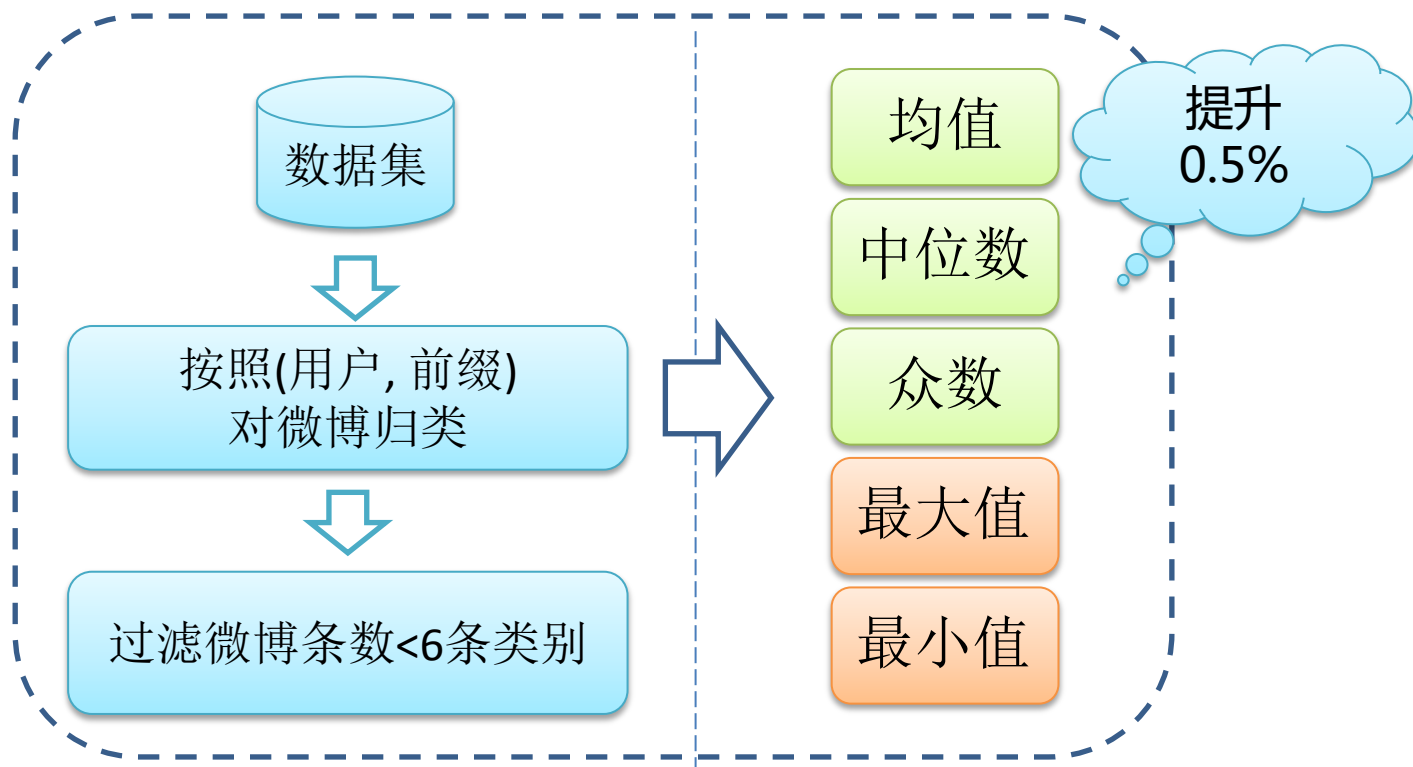 数据集
按照(用户, 前缀)
对微博归类
过滤微博条数<6条类别
均值
中位数
众数
最大值
最小值
提升
0.5%